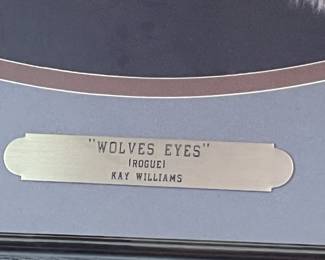 "WOLVES EYES"
(ROGUE)
KAY WILLIAMS